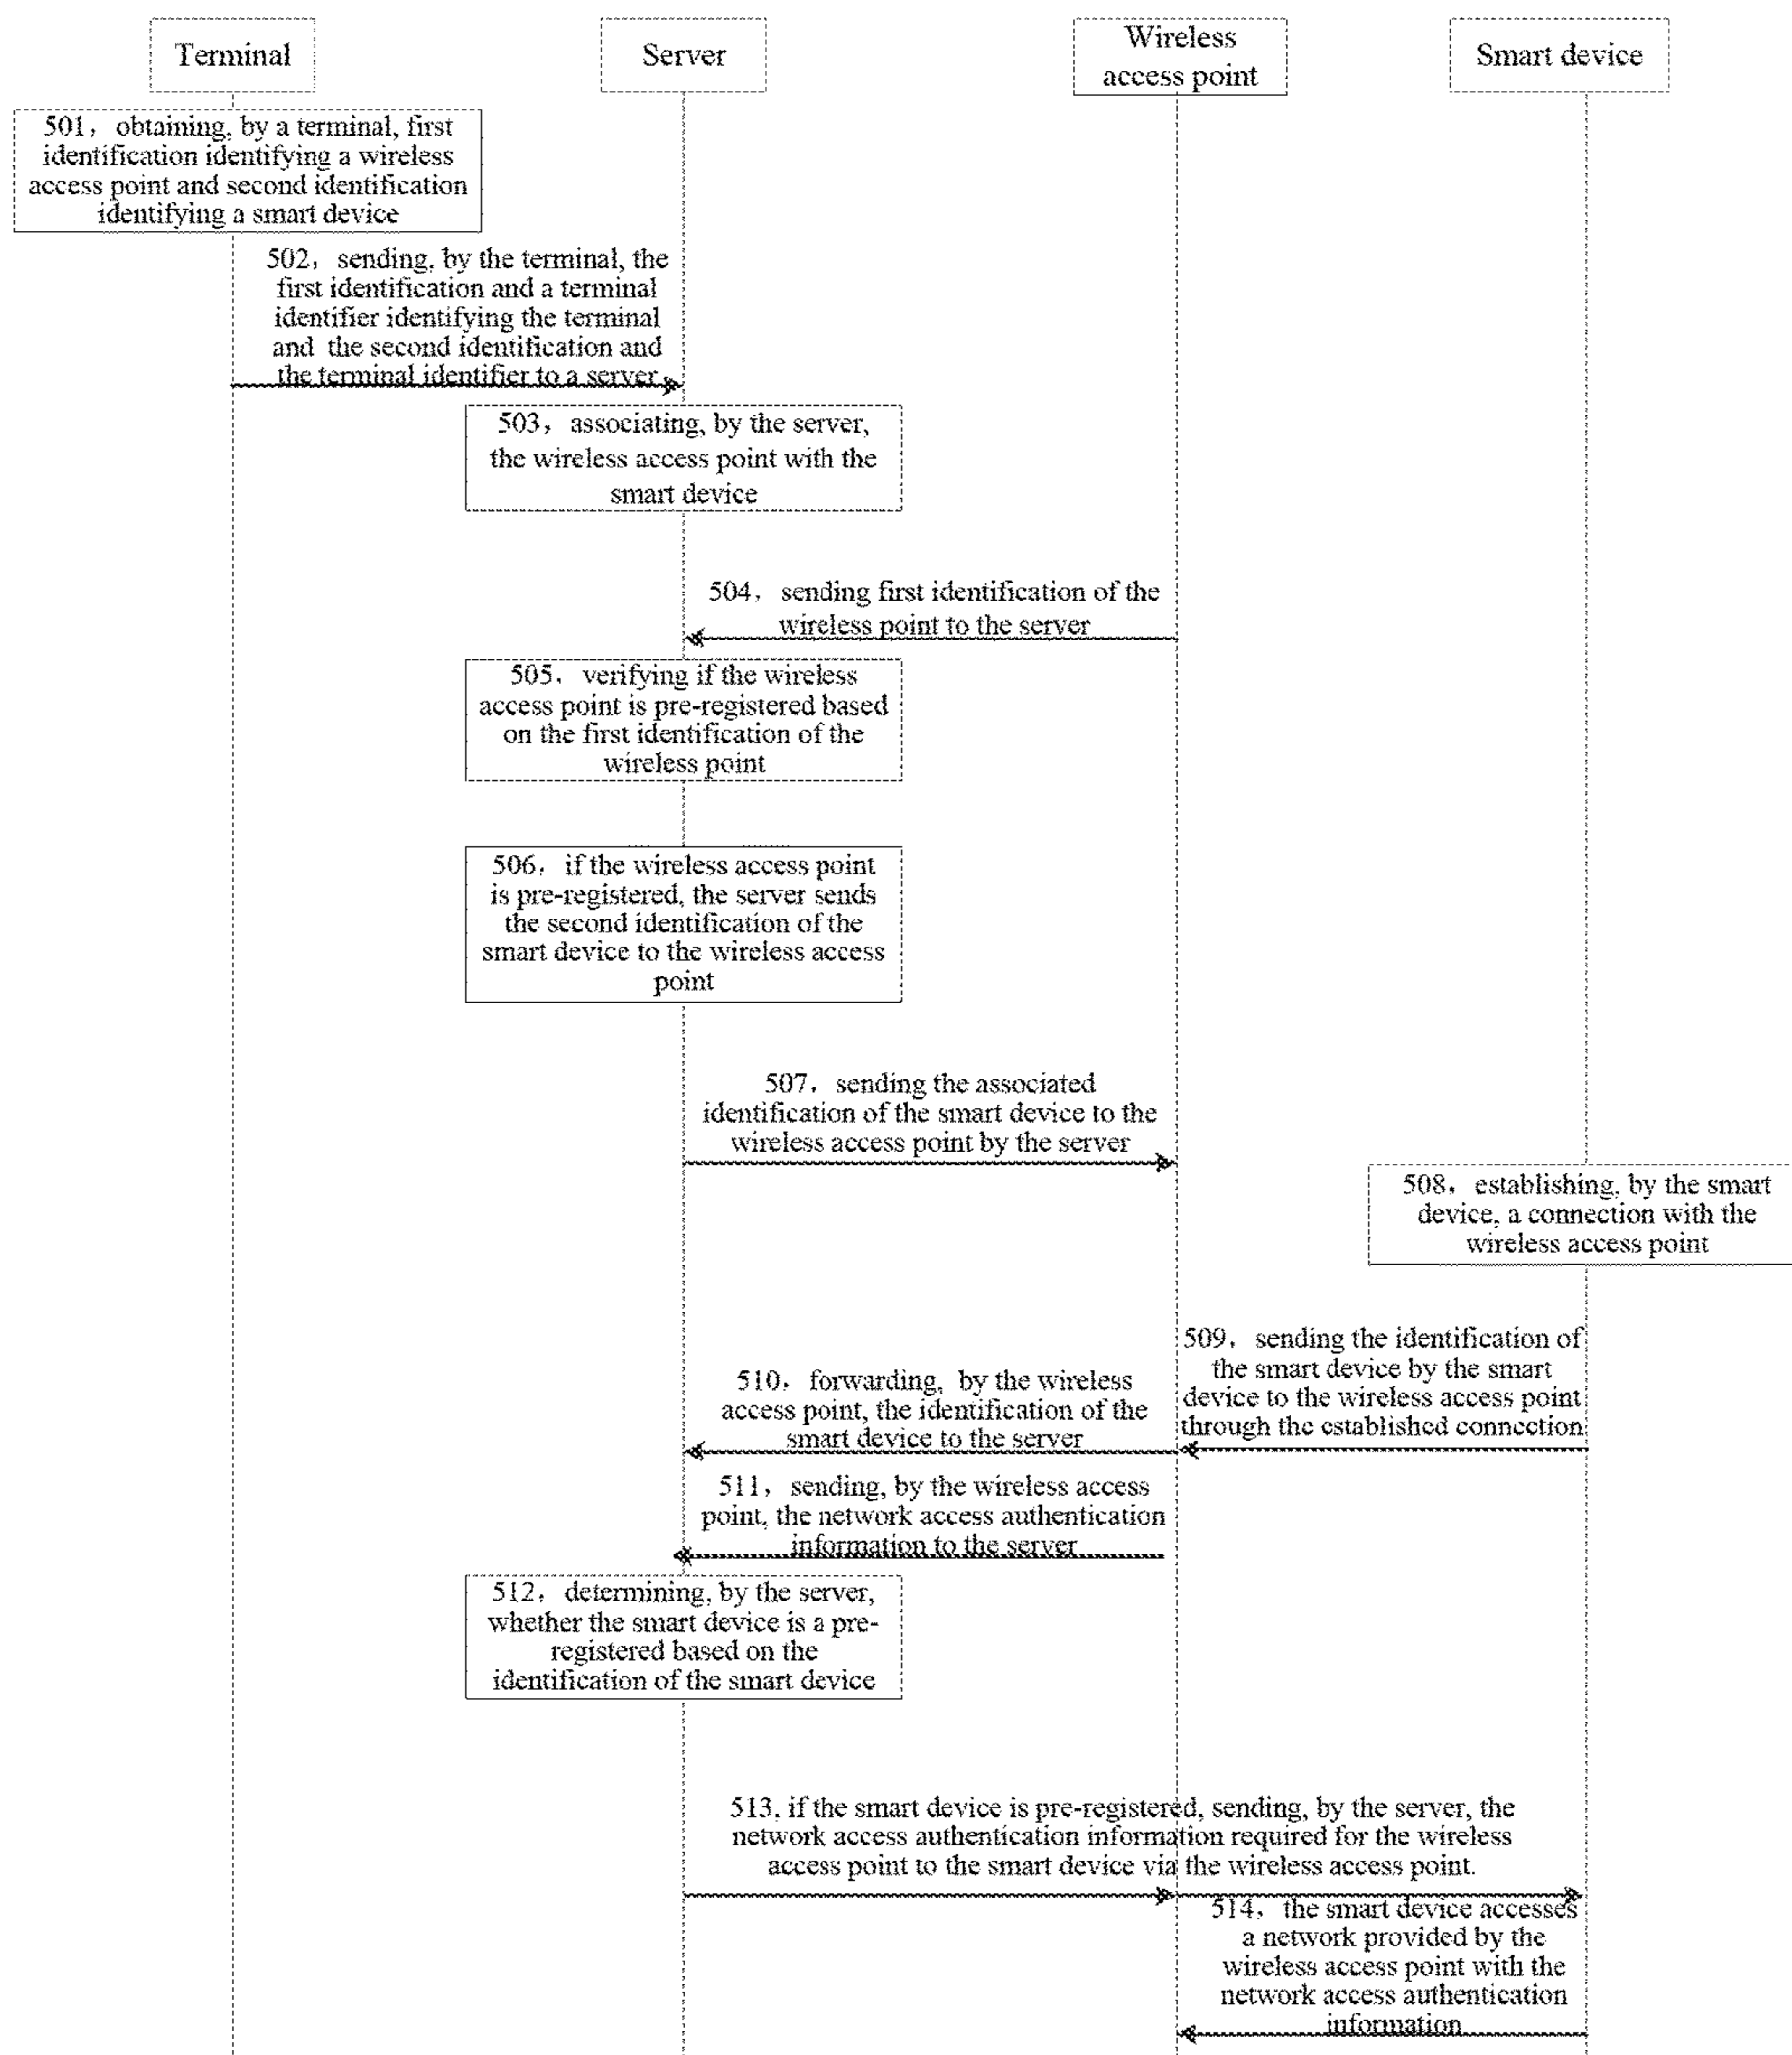 Terminal
Server
Wireless
access point
Smart device
501, obtaining, by a terminal, first
identification identifying a wireless
access point and second identification
identifying a smart device
502, sending, by the terminal, the
first identification and a terminal
identifier identifying the terminal
and the second identification and
the terminal identifier to a server
503, associating, by the server,
the wireless access point with the
smart device
504, sending first identification of the
wireless point to the server
505, verifying if the wireless
access point is pre-registered based
on the first identification of the
wireless point
506, if the wireless access point
is pre-registered, the server sends
the second identification of the
smart device to the wireless access
point
507, sending the associated
identification of the smart device to the
wireless access point by the server
508, establishing, by the smart
device, a connection with the
wireless access point
509, sending the identification of
the smart device by the smart
device to the wireless access point
through the established connection
510, forwarding, by the wireless
access point, the identification of the
smart device to the server
511, sending, by the wireless access
point, the network access authentication
information to the server
512, determining, by the server,
whether the smart device is a pre-
registered based on the
identification of the smart device
513, if the smart device is pre-registered, sending, by the server, the
network access authentication information required for the wireless
access point to the smart device via the wireless access point.
514, the smart device accesses
a network provided by the
wireless access point with the
network access authentication
information